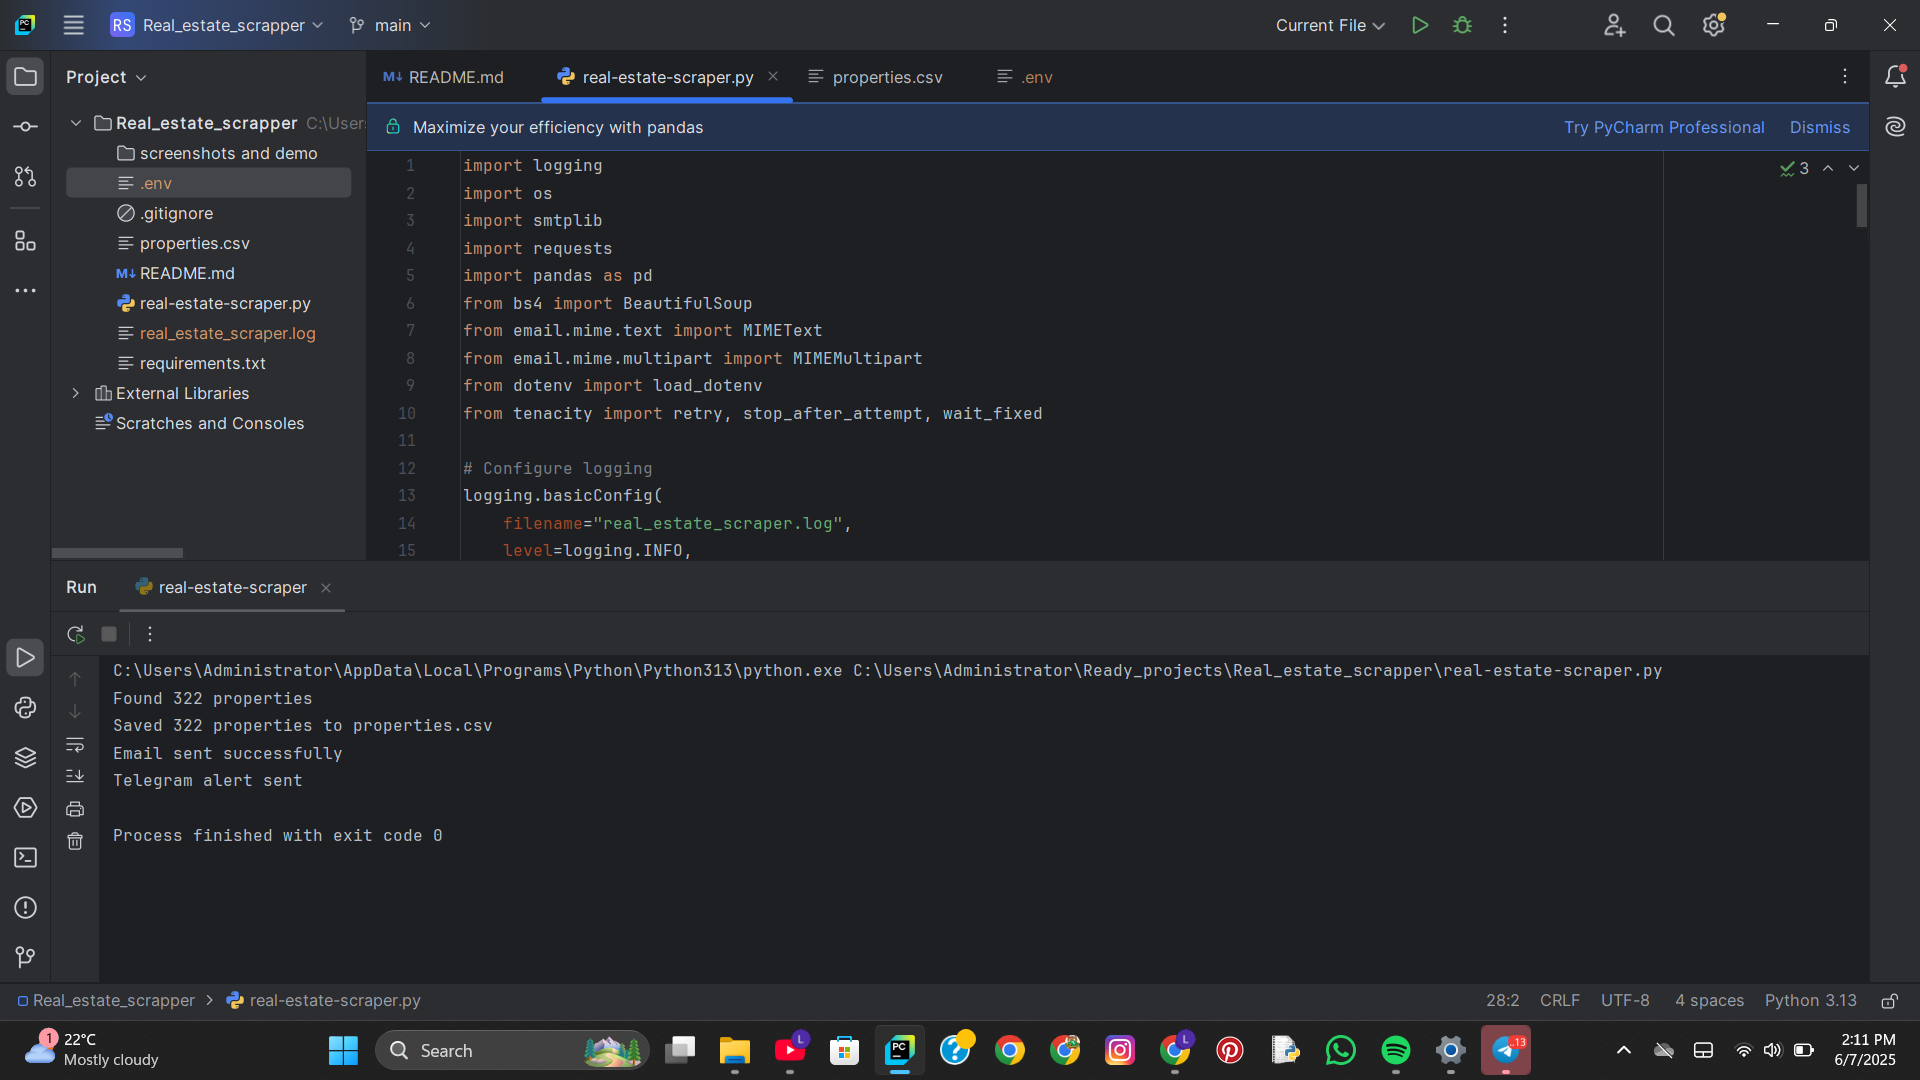 PC
RS Real_estate_scrapper
main
Current File
Project
README.md
real-estate-scraper.py
properties.csv
.env
Real_estate_scrapper C:\Users
screenshots and demo
.env
.gitignore
properties.csv
M↓ README.md
real-estate-scraper.py
real_estate_scraper.log
requirements.txt
External Libraries
Scratches and Consoles
Maximize your efficiency with pandas
Try PyCharm Professional
Dismiss
3
1 import logging
2 import os
3 import smtplib
4 import requests
5 import pandas as pd
6 from bs4 import BeautifulSoup
7 from email.mime.text import MIMEText
8 from email.mime.multipart import MIMEMultipart
9 from dotenv import load_dotenv
10 from tenacity import retry, stop_after_attempt, wait_fixed
11
12 # Configure logging
13 logging.basicConfig(
14 filename="real_estate_scraper.log",
15 level=logging.INFO,
Run
real-estate-scraper
C:\Users\Administrator\AppData\Local\Programs\Python\Python313\python.exe C:\Users\Administrator\Ready_projects\Real_estate_scrapper\real-estate-scraper.py
Found 322 properties
Saved 322 properties to properties.csv
Email sent successfully
Telegram alert sent
Process finished with exit code 0
Real_estate_scrapper
real-estate-scraper.py
28:2
CRLF
UTF-8
4 spaces
Python 3.13
1
22°C
Mostly cloudy
Search
L
PC
L
..13
2:11 PM
6/7/2025